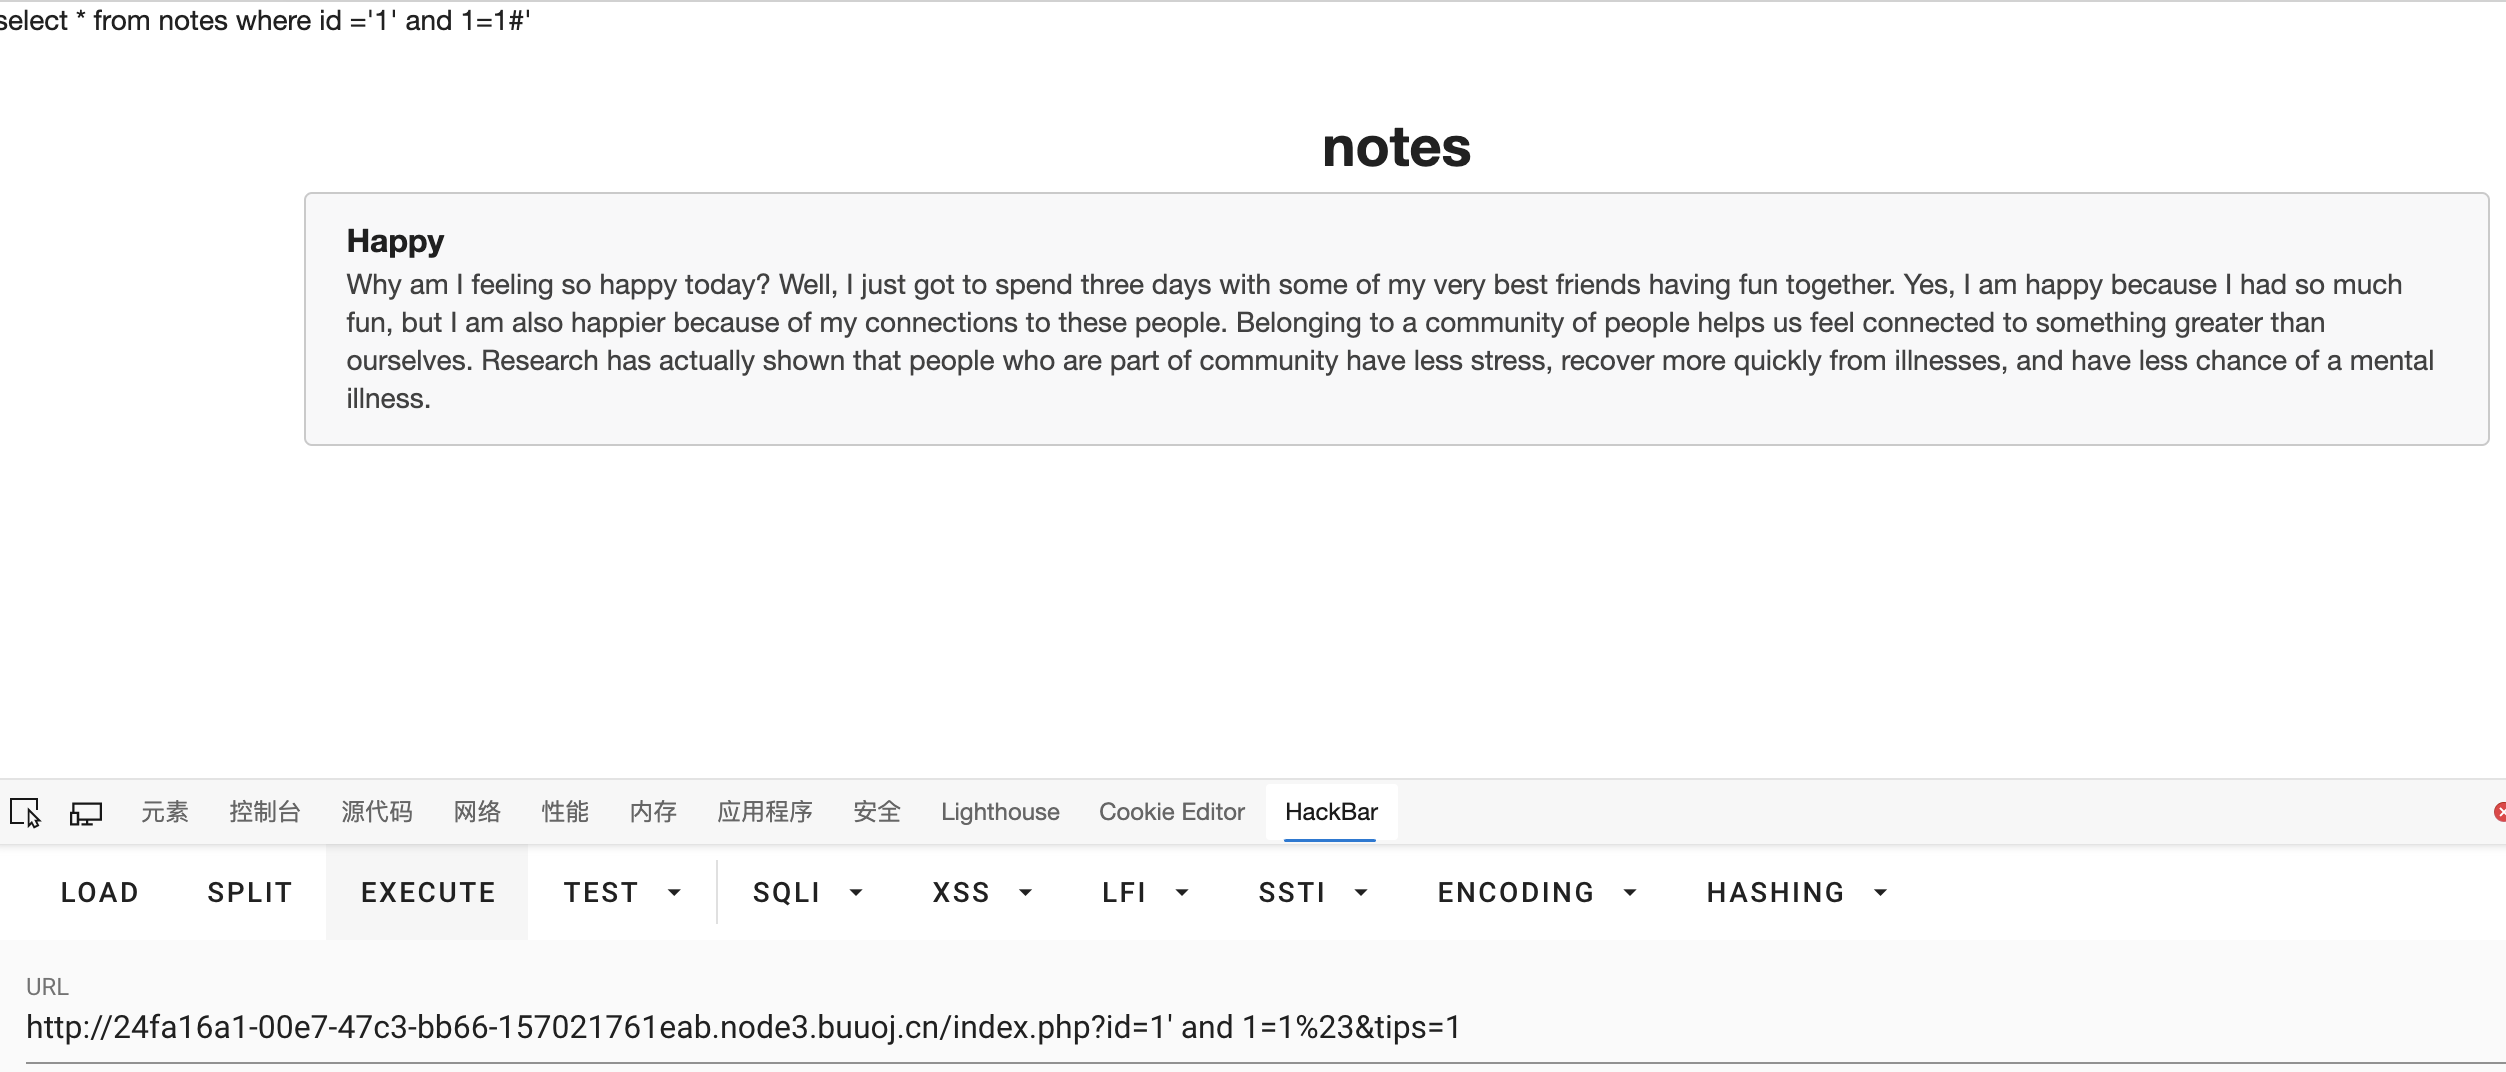 select * from notes where id ='1' and 1=1#'
notes
Happy
Why am I feeling so happy today? Well, I just got to spend three days with some of my very best friends having fun together. Yes, I am happy because I had so much
fun, but I am also happier because of my connections to these people. Belonging to a community of people helps us feel connected to something greater than
ourselves. Research has actually shown that people who are part of community have less stress, recover more quickly from illnesses, and have less chance of a mental
illness.
元素 控制台 源代码 网络 性能 内存 应用程序 安全 Lighthouse Cookie Editor HackBar
LOAD SPLIT EXECUTE TEST SQLI XSS LFI SSTI ENCODING HASHING
URL
http://24fa16a1-00e7-47c3-bb66-157021761eab.node3.buuoj.cn/index.php?id=1' and 1=1%23&tips=1